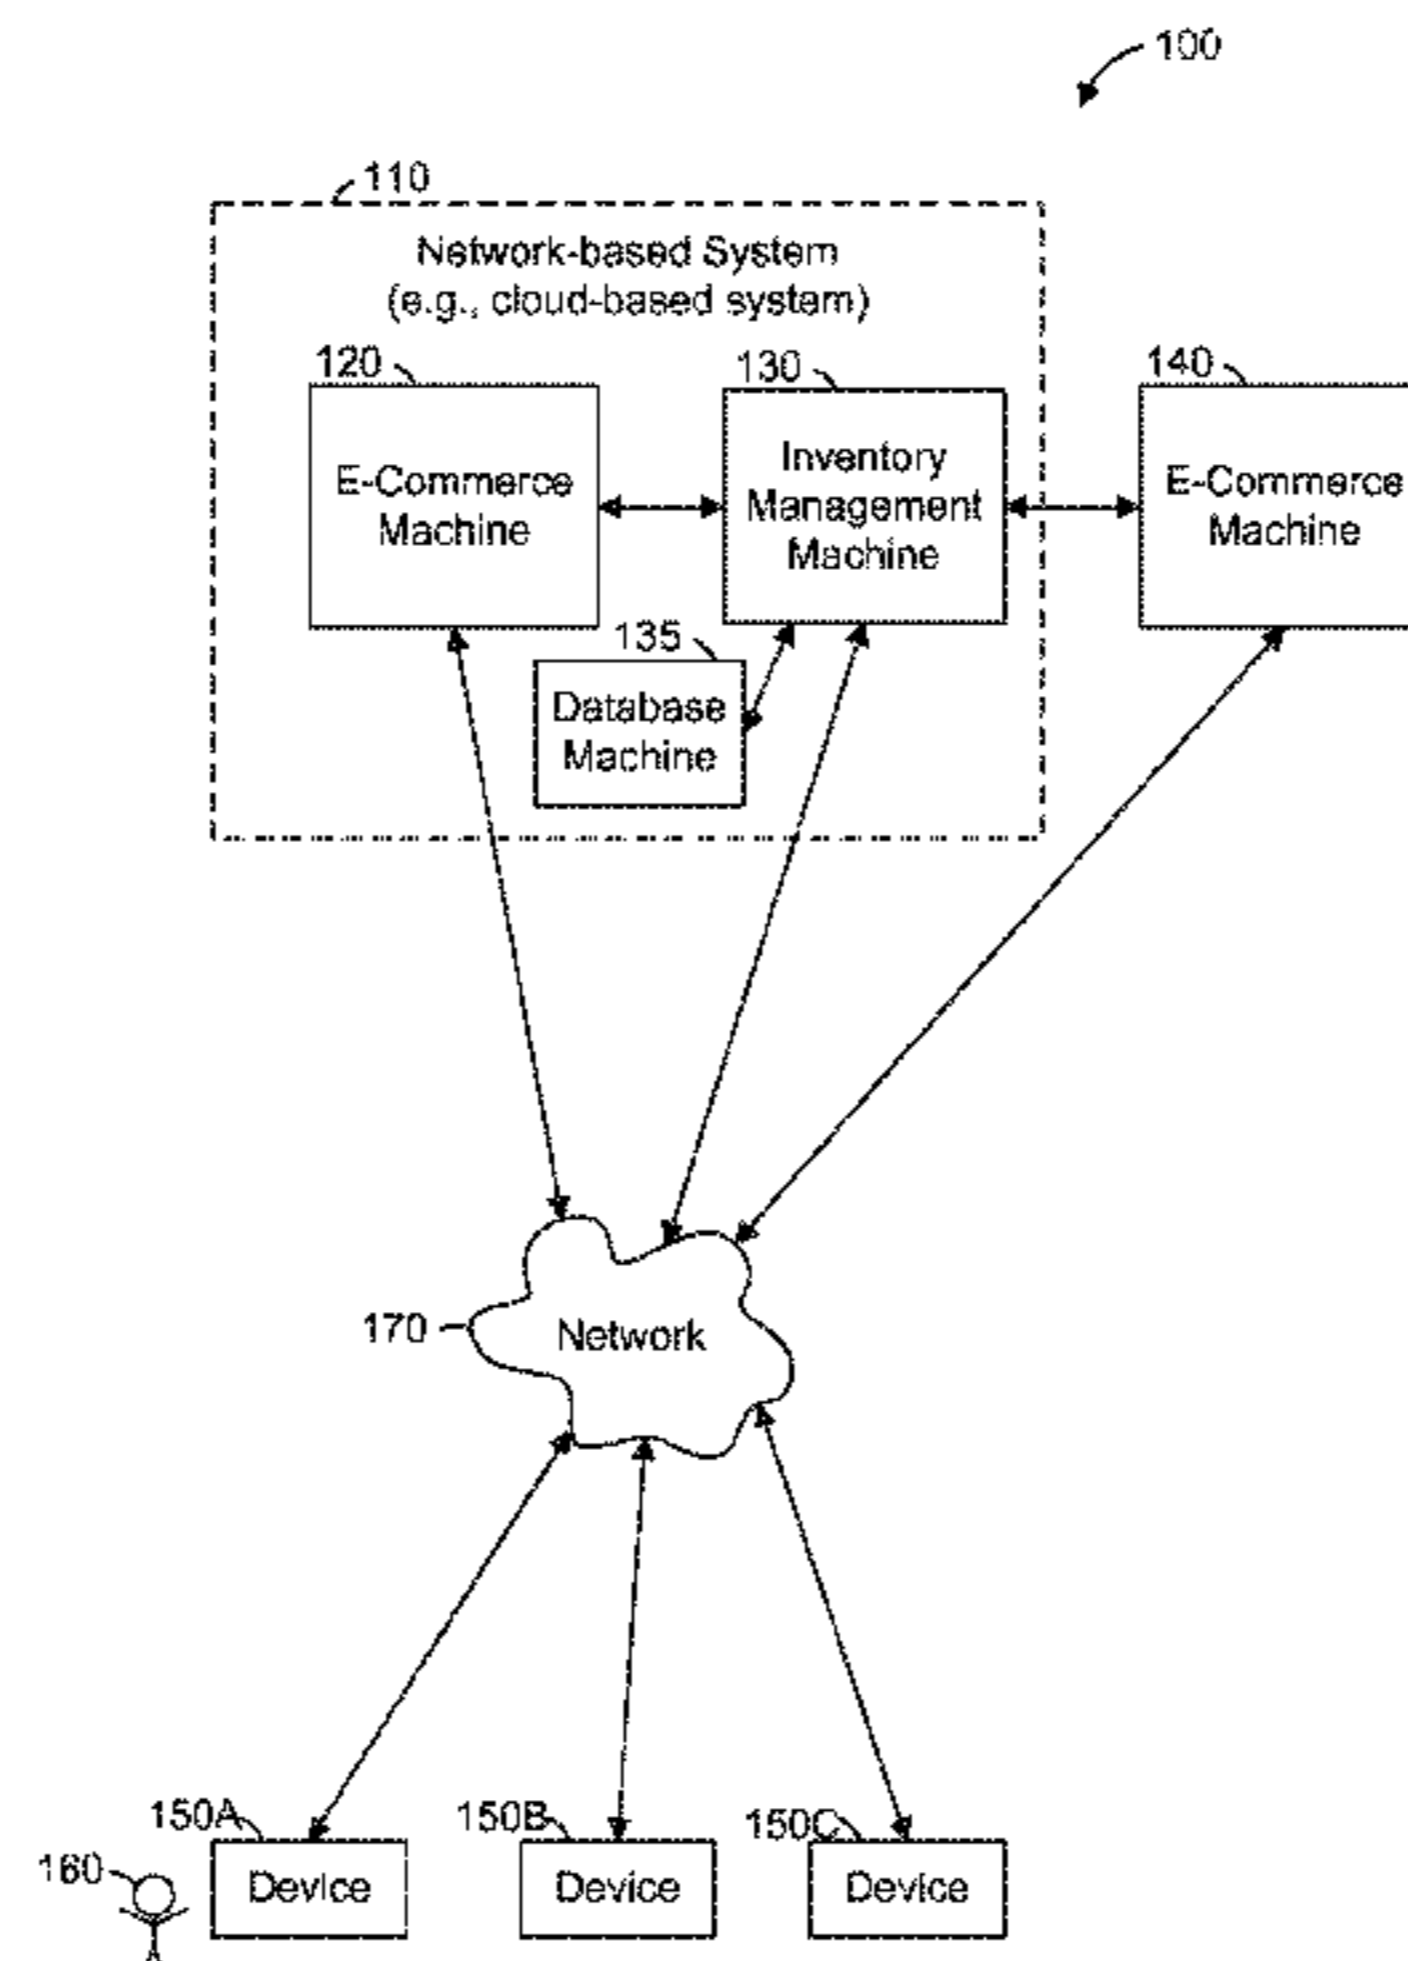 100
110
Network-based System
(e.g., cloud-based system)
120
130
140
E-Commerce
Machine
Inventory
Management
Machine
E-Commerce
Machine
135
Database
Machine
170
Network
150A
150B
150C
160
Device
Device
Device